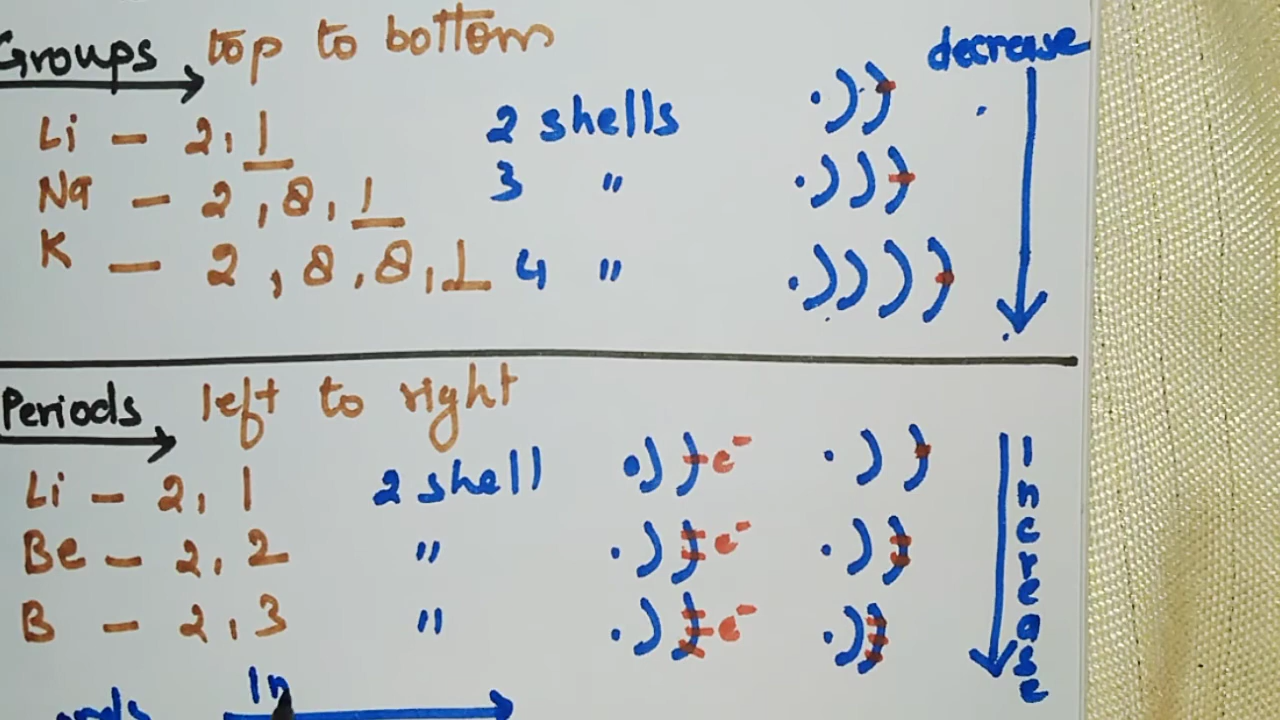 Groups top to bottom decrease
Li - 2, 1 2 shells
Na - 2, 8, 1 3 "
K - 2, 8, 8, 1 4 "
Periods left to right
Li - 2, 1 2 shell e- Increase
Be - 2, 2 " e-
B - 2, 3 " e-
In